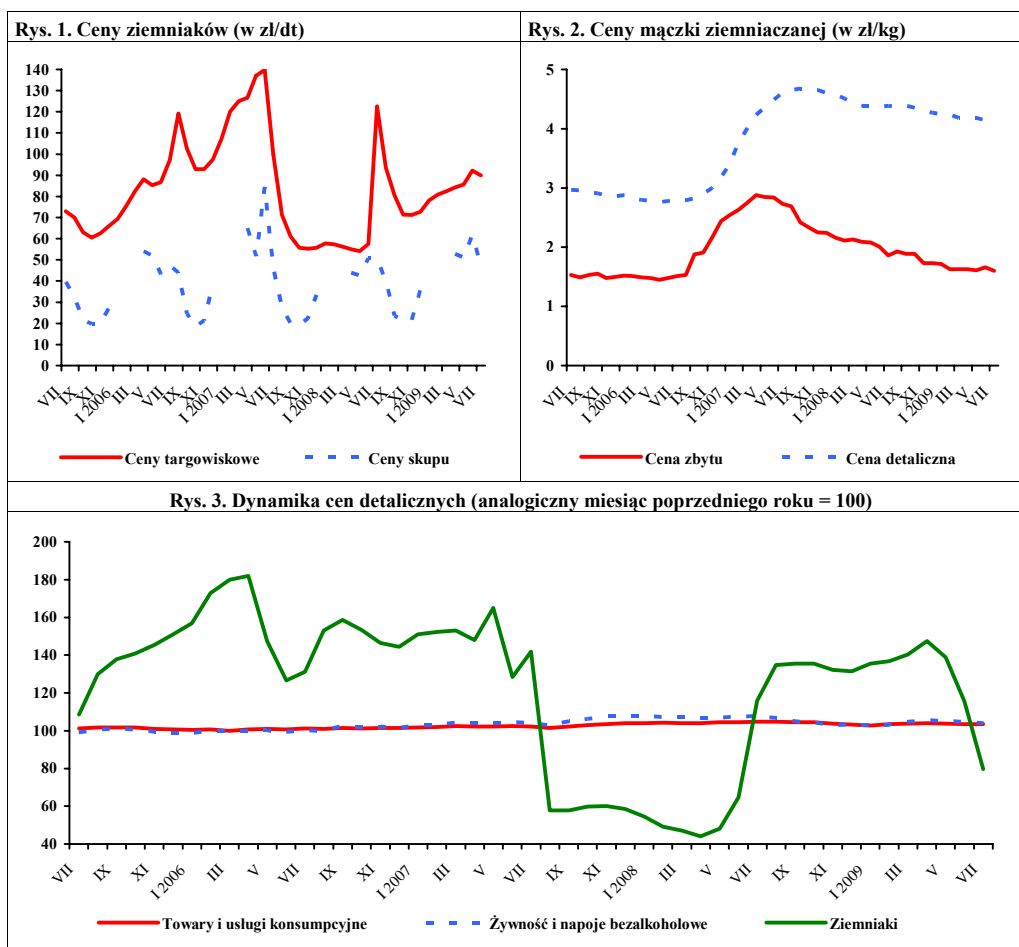 Rys. 1. Ceny ziemniaków (w zł/dt)
140
130
120
110
100
90
80
70
60
50
40
30
20
10
0
VII
IX
XI
I 2006
III
V
VII
IX
XI
I 2007
III
V
VII
IX
XI
I 2008
III
V
VII
IX
XI
I 2009
III
V
VII
Ceny targowiskowe
Ceny skupu
Rys. 2. Ceny mączki ziemniaczanej (w zł/kg)
5
4
3
2
1
0
VII
IX
XI
I 2006
III
V
VII
IX
XI
I 2007
III
V
VII
IX
XI
I 2008
III
V
VII
IX
XI
I 2009
III
V
VII
Cena zbytu
Cena detaliczna
Rys. 3. Dynamika cen detalicznych (analogiczny miesiąc poprzedniego roku = 100)
200
180
160
140
120
100
80
60
40
VII
IX
XI
I 2006
III
V
VII
IX
XI
I 2007
III
V
VII
IX
XI
I 2008
III
V
VII
IX
XI
I 2009
III
V
VII
Towary i usługi konsumpcyjne
Żywność i napoje bezalkoholowe
Ziemniaki